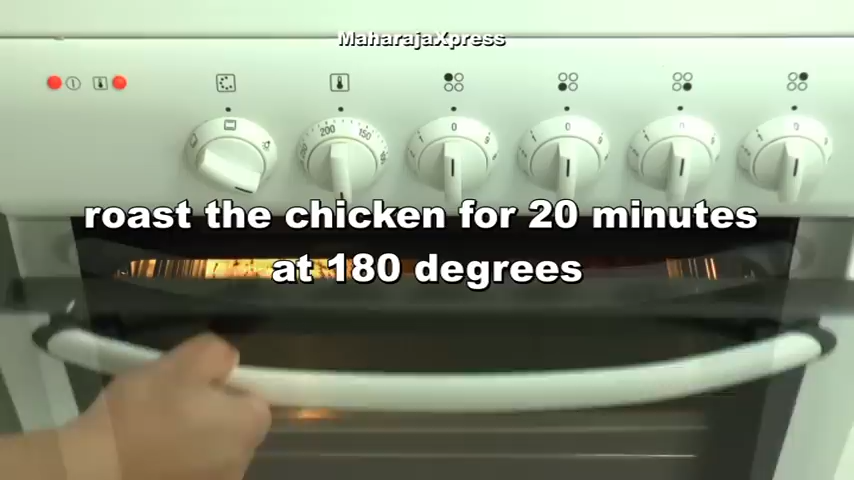 MaharajaXpress
200 150
0 0 0 0
roast the chicken for 20 minutes
at 180 degrees